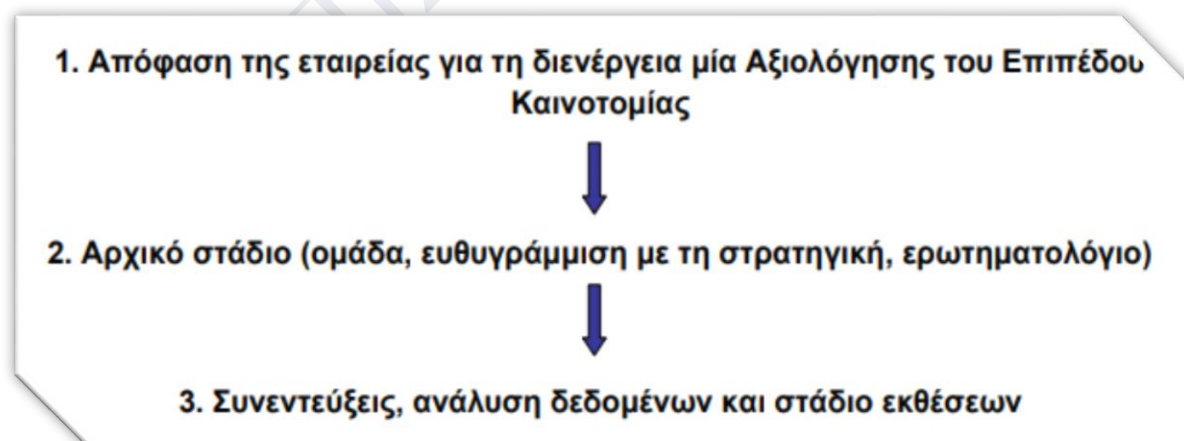 1. Απόφαση της εταιρείας για τη διενέργεια μία Αξιολόγησης του Επιπέδου
Καινοτομίας
2. Αρχικό στάδιο (ομάδα, ευθυγράμμιση με τη στρατηγική, ερωτηματολόγιο)
3. Συνεντεύξεις, ανάλυση δεδομένων και στάδιο εκθέσεων